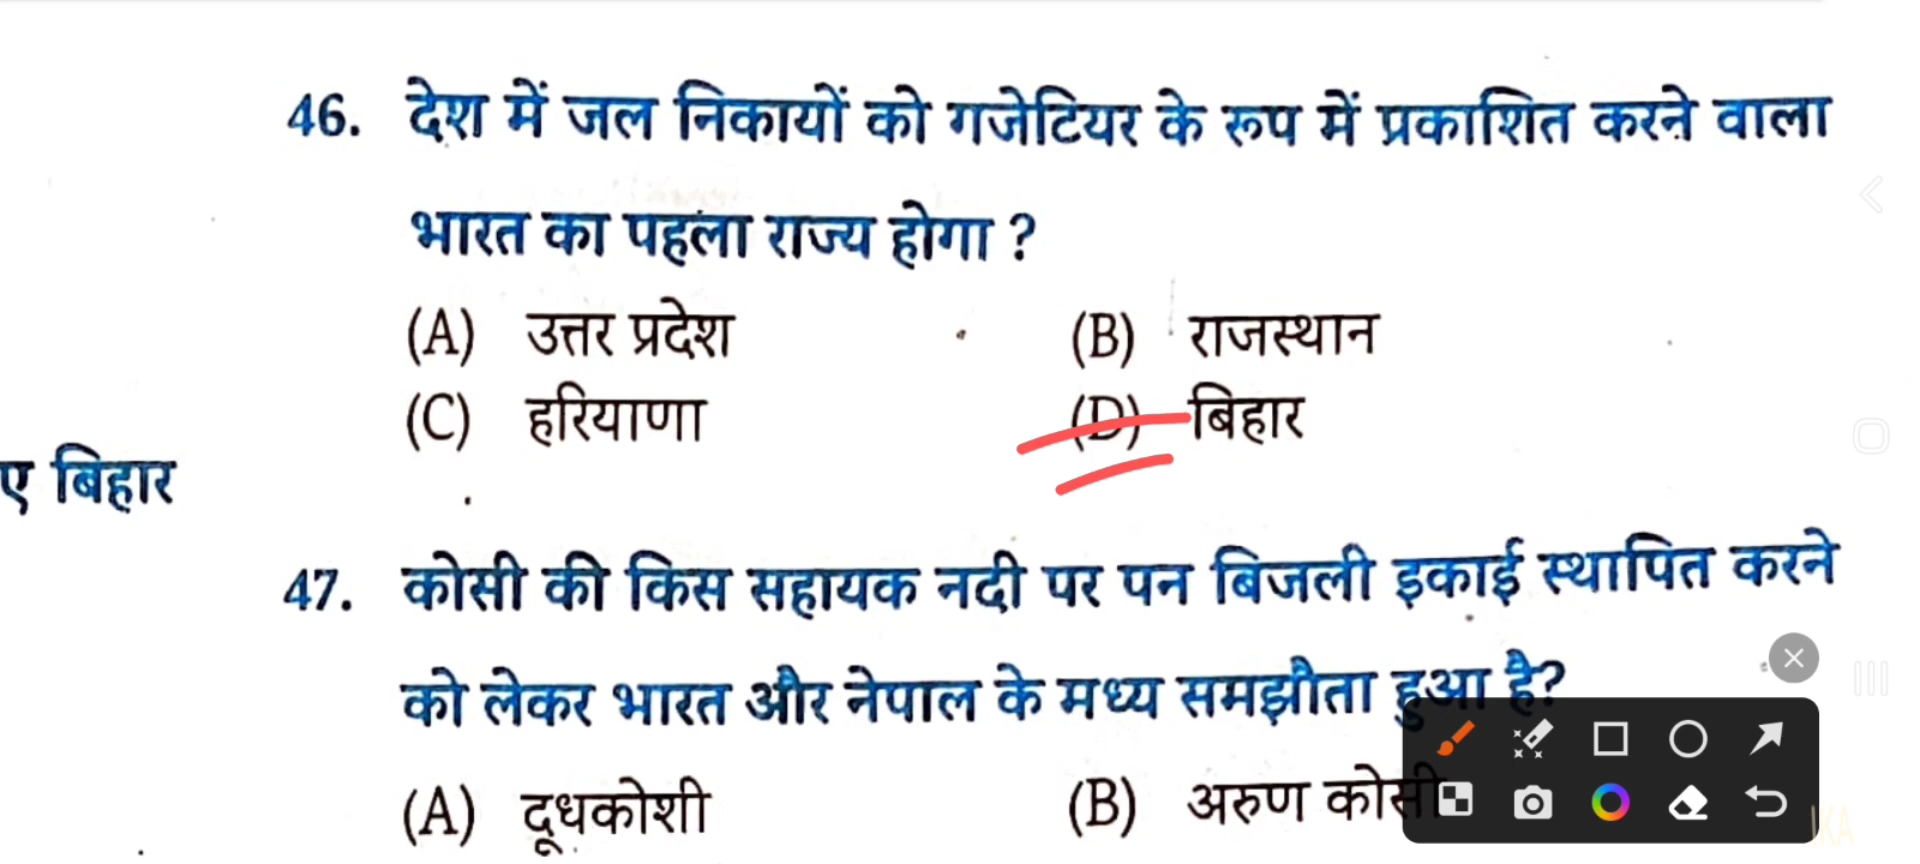 46. देश में जल निकायों को गजेटियर के रूप में प्रकाशित करने वाला
भारत का पहला राज्य होगा ?
(A) उत्तर प्रदेश (B) राजस्थान
(C) हरियाणा (D) बिहार
ए बिहार
47. कोसी की किस सहायक नदी पर पन बिजली इकाई स्थापित करने
को लेकर भारत और नेपाल के मध्य समझौता हुआ है?
(A) दूधकोशी (B) अरुण कोसी